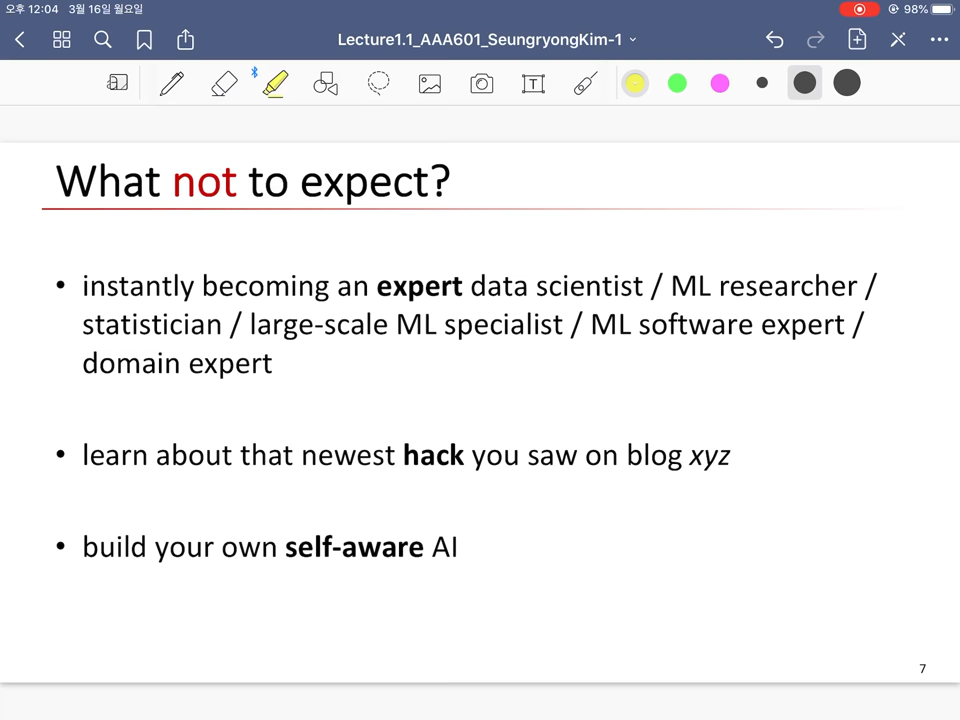 오후 12:04 3월 16일 월요일
98%
Lecture1.1_AAA601_SeungryongKim-1
What not to expect?
• instantly becoming an expert data scientist / ML researcher /
statistician / large-scale ML specialist / ML software expert /
domain expert
• learn about that newest hack you saw on blog xyz
• build your own self-aware AI
7